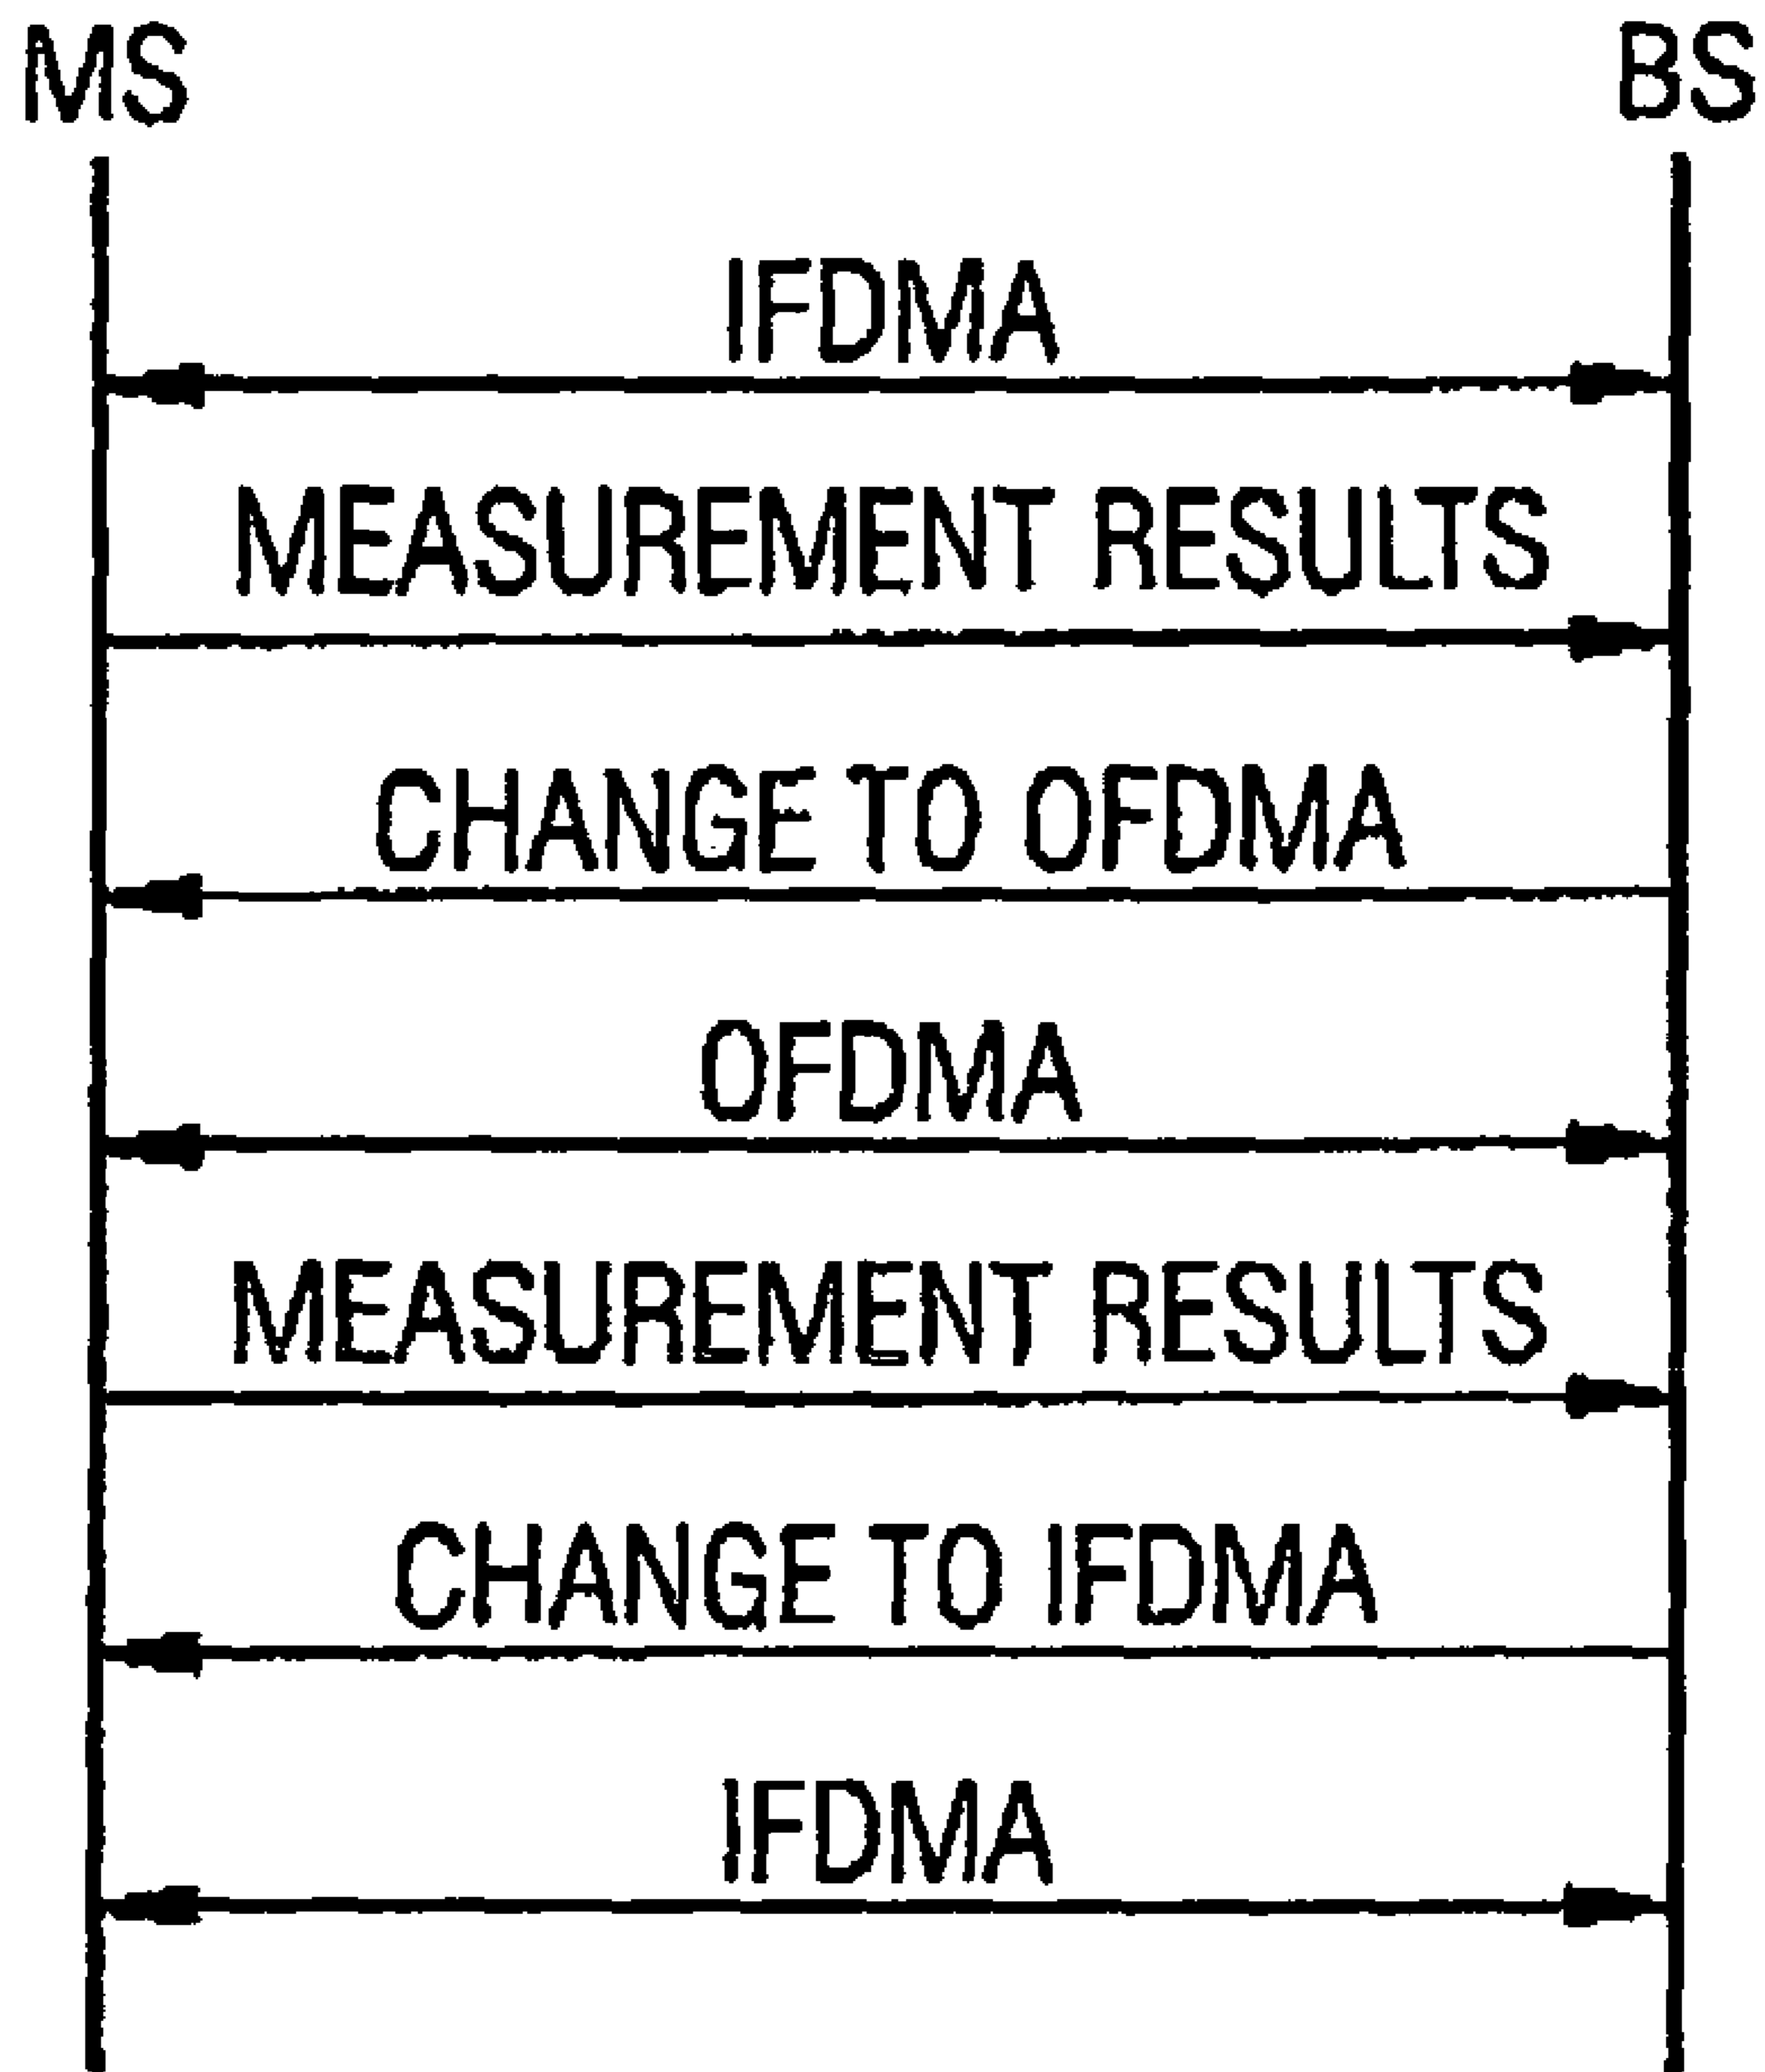 MS BS
IFDMA
MEASUREMENT RESULTS
CHANGE TO OFDMA
OFDMA
MEASUREMENT RESULTS
CHANGE TO IFDMA
IFDMA